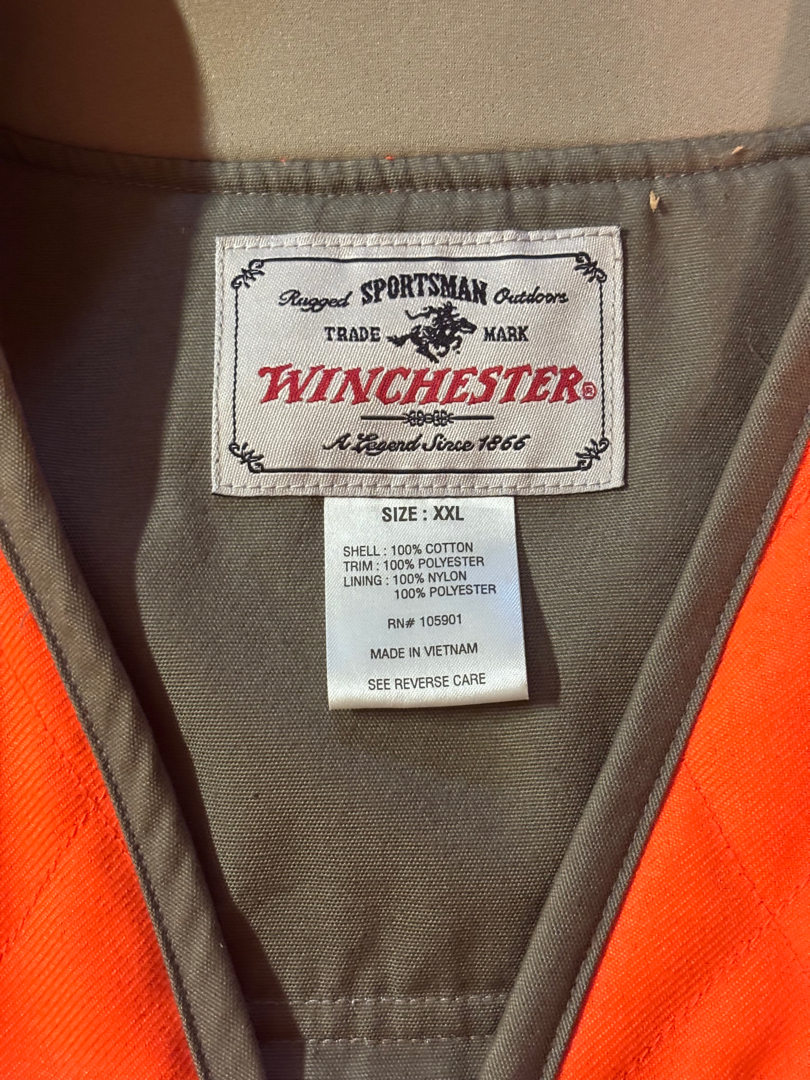 Rugged SPORTSMAN Outdoors
TRADE MARK
WINCHESTER®
A Legend Since 1866
SIZE : XXL
SHELL : 100% COTTON
TRIM : 100% POLYESTER
LINING : 100% NYLON
100% POLYESTER
RN# 105901
MADE IN VIETNAM
SEE REVERSE CARE